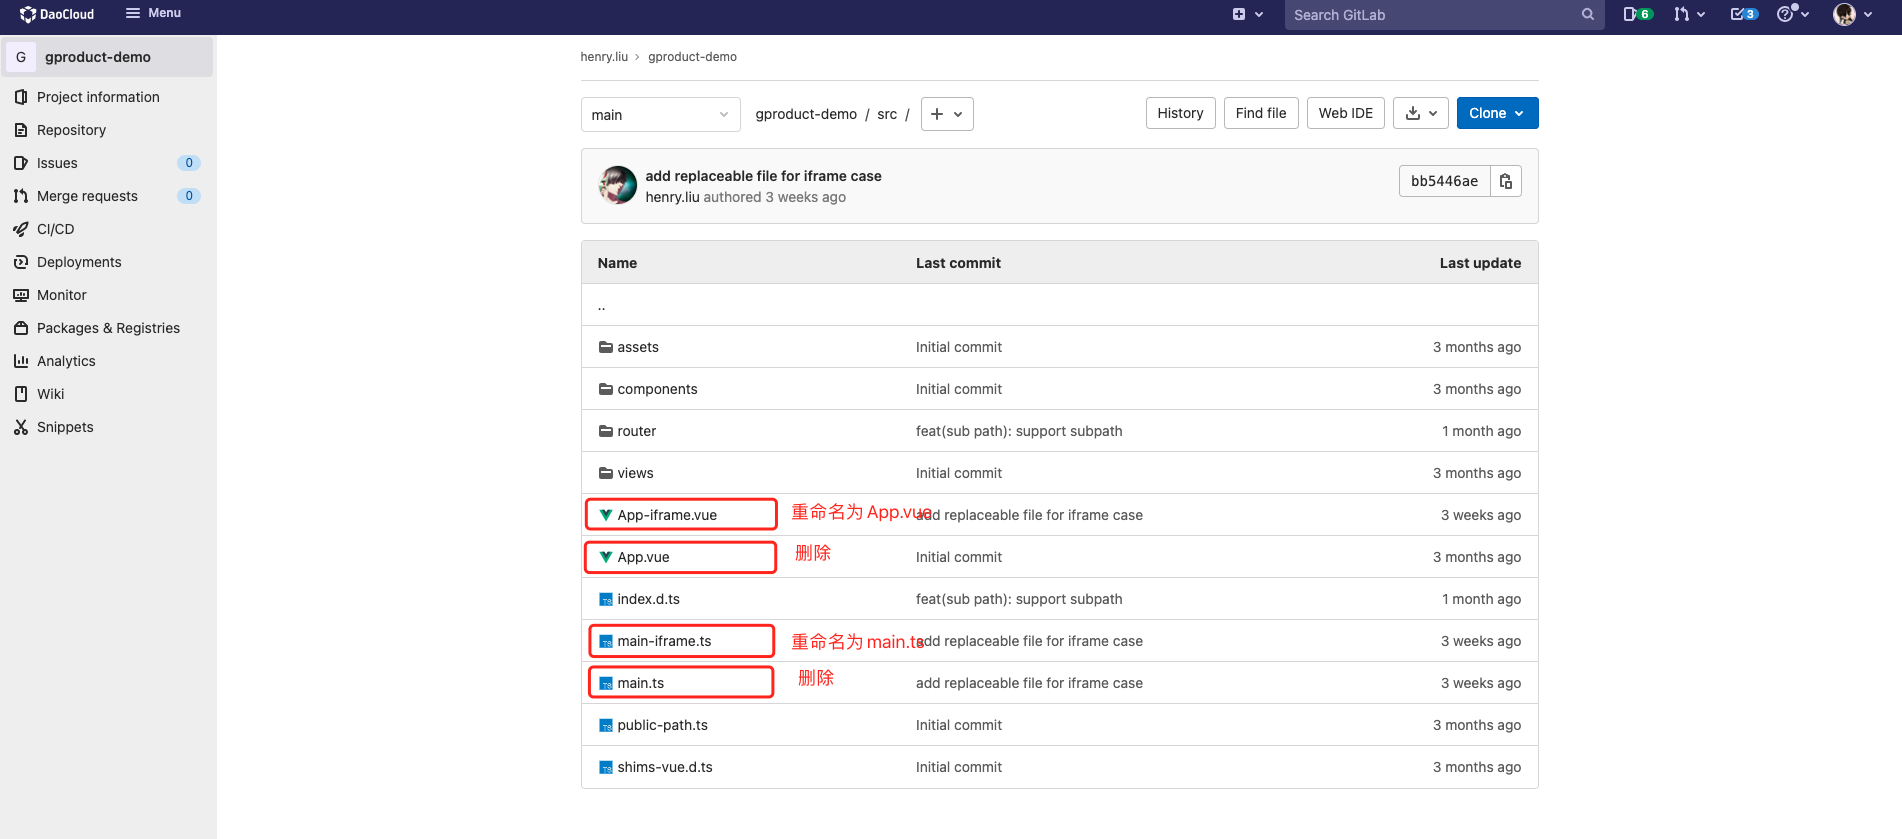 DaoCloud Menu Search GitLab 6 3
G gproduct-demo
Project information
Repository
Issues 0
Merge requests 0
CI/CD
Deployments
Monitor
Packages & Registries
Analytics
Wiki
Snippets
henry.liu › gproduct-demo
main gproduct-demo / src / + History Find file Web IDE Clone
add replaceable file for iframe case
henry.liu authored 3 weeks ago
bb5446ae
Name Last commit Last update
..
assets Initial commit 3 months ago
components Initial commit 3 months ago
router feat(sub path): support subpath 1 month ago
views Initial commit 3 months ago
App-iframe.vue 重命名为 App.vue add replaceable file for iframe case 3 weeks ago
App.vue 删除 Initial commit 3 months ago
index.d.ts feat(sub path): support subpath 1 month ago
main-iframe.ts 重命名为 main.ts add replaceable file for iframe case 3 weeks ago
main.ts 删除 add replaceable file for iframe case 3 weeks ago
public-path.ts Initial commit 3 months ago
shims-vue.d.ts Initial commit 3 months ago